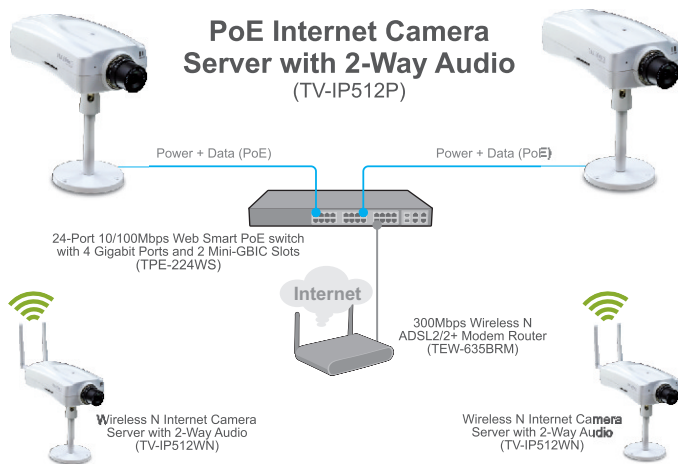 PoE Internet Camera
Server with 2-Way Audio
(TV-IP512P)
Power + Data (PoE)
Power + Data (PoE)
24-Port 10/100Mbps Web Smart PoE switch
with 4 Gigabit Ports and 2 Mini-GBIC Slots
(TPE-224WS)
Internet
300Mbps Wireless N
ADSL2/2+ Modem Router
(TEW-635BRM)
Wireless N Internet Camera
Server with 2-Way Audio
(TV-IP512WN)
Wireless N Internet Camera
Server with 2-Way Audio
(TV-IP512WN)